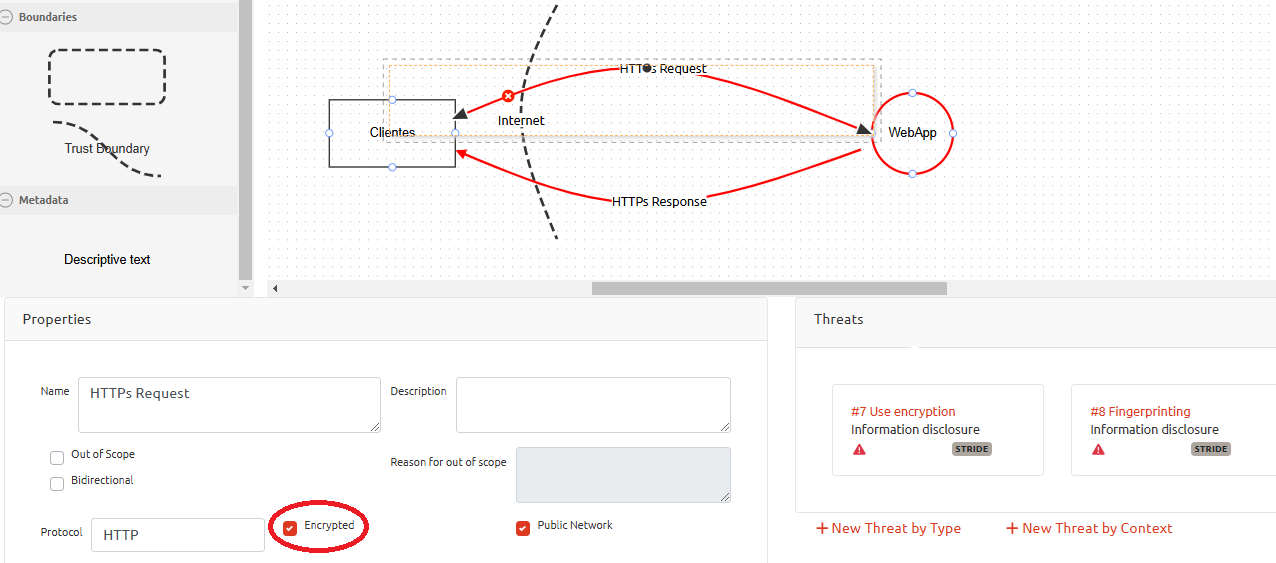 Boundaries
Trust Boundary
Metadata
Descriptive text
HTTPs Request
Clientes
Internet
WebApp
HTTPs Response
Properties
Name
HTTPs Request
Description
Out of Scope
Bidirectional
Reason for out of scope
Protocol
HTTP
Encrypted
Public Network
Threats
#7 Use encryption
Information disclosure
STRIDE
#8 Fingerprinting
Information disclosure
STRIDE
+ New Threat by Type
+ New Threat by Context